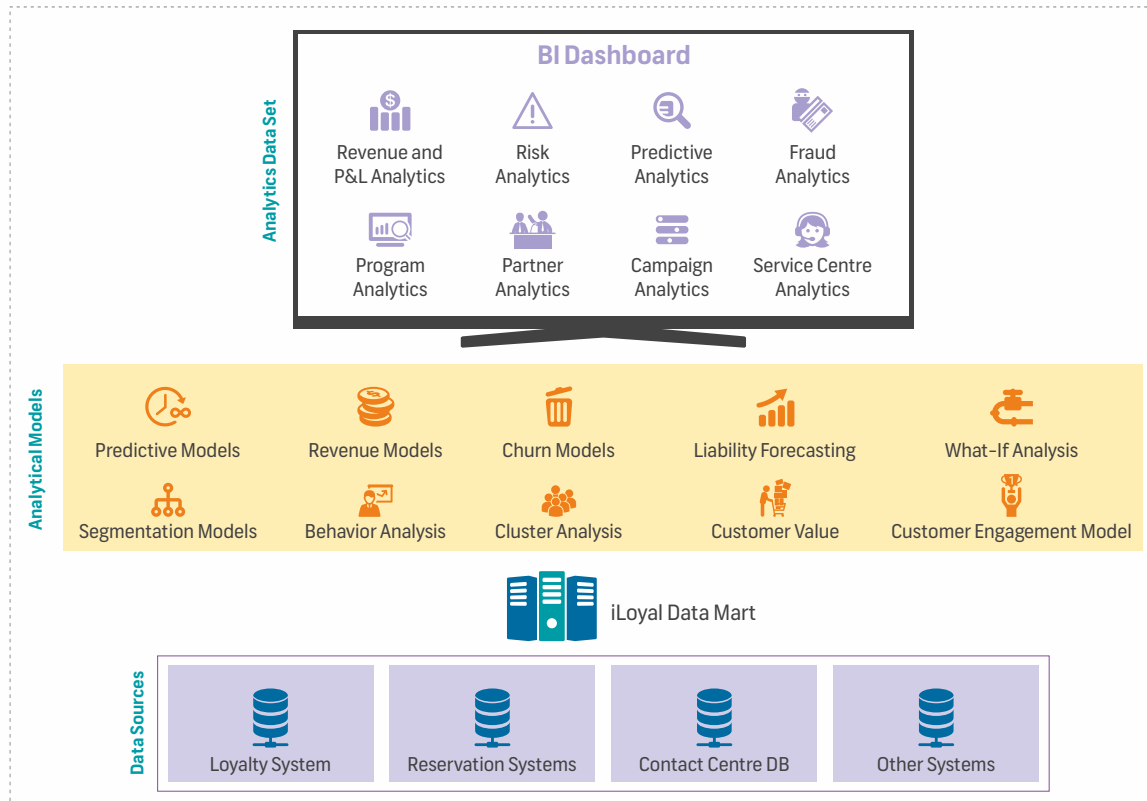 BI Dashboard
Analytics Data Set
Revenue and
P&L Analytics
Risk
Analytics
Predictive
Analytics
Fraud
Analytics
Program
Analytics
Partner
Analytics
Campaign
Analytics
Service Centre
Analytics
Analytical Models
Predictive Models
Revenue Models
Churn Models
Liability Forecasting
What-If Analysis
Segmentation Models
Behavior Analysis
Cluster Analysis
Customer Value
Customer Engagement Model
iLoyal Data Mart
Data Sources
Loyalty System
Reservation Systems
Contact Centre DB
Other Systems